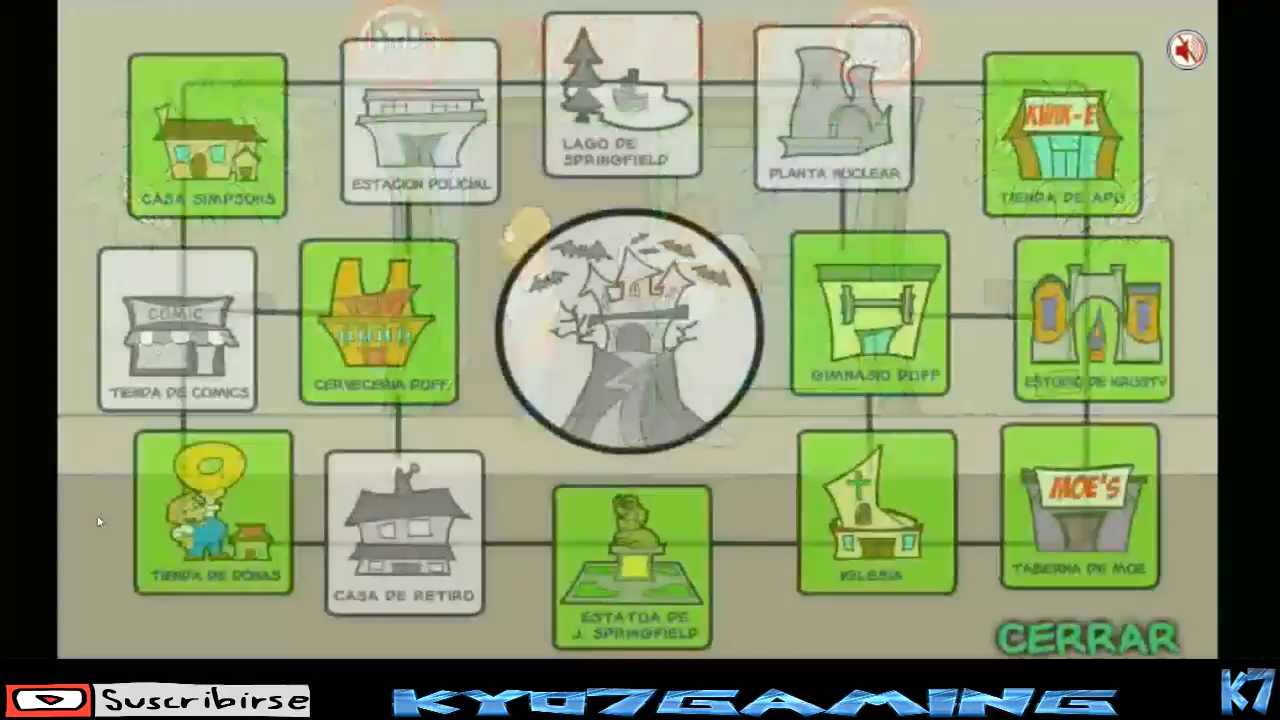 CASA SIMPSONS
ESTACION POLICIAL
LAGO DE
SPRINGFIELD
PLANTA NUCLEAR
KWIK-E
TIENDA DE APU
COMIC
TIENDA DE COMICS
CERVECERIA DUFF
GIMNASIO DUFF
ESTUDIO DE KRUSTY
TIENDA DE DONAS
CASA DE RETIRO
ESTATUA DE
J. SPRINGFIELD
IGLESIA
MOE'S
TABERNA DE MOE
CERRAR
Suscribirse
KY07GAMING
K7